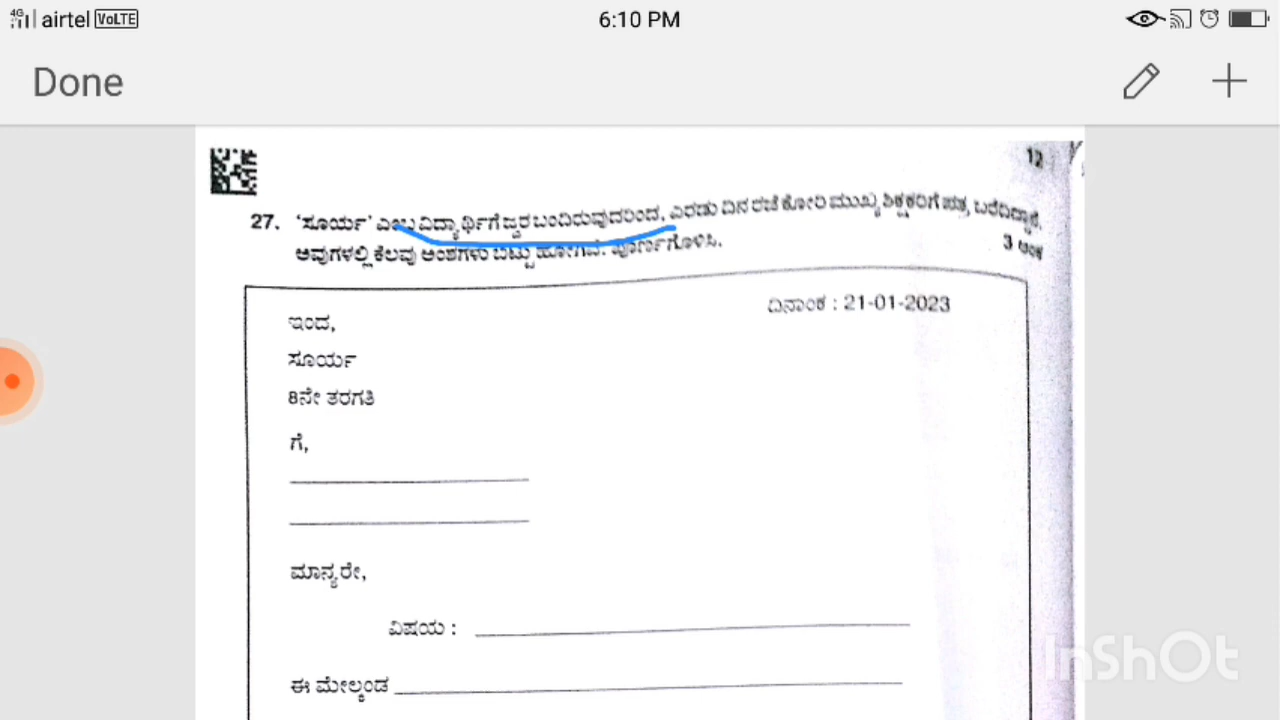 4G airtel VoLTE 6:10 PM
Done
12
27. 'ಸೂರ್ಯ' ಎಂಬ ವಿದ್ಯಾರ್ಥಿಗೆ ಜ್ವರ ಬಂದಿರುವುದರಿಂದ, ಎರಡು ದಿನ ರಜೆ ಕೋರಿ ಮುಖ್ಯ ಶಿಕ್ಷಕರಿಗೆ ಪತ್ರ ಬರೆದಿದ್ದಾನೆ.
ಅವುಗಳಲ್ಲಿ ಕೆಲವು ಅಂಶಗಳು ಬಿಟ್ಟು ಹೋಗಿವೆ. ಪೂರ್ಣಗೊಳಿಸಿ. 3 ಅಂಕ
ದಿನಾಂಕ : 21-01-2023
ಇಂದ,
ಸೂರ್ಯ
8ನೇ ತರಗತಿ
ಗೆ,
ಮಾನ್ಯರೇ,
ವಿಷಯ :
ಈ ಮೇಲ್ಕಂಡ
InShOt